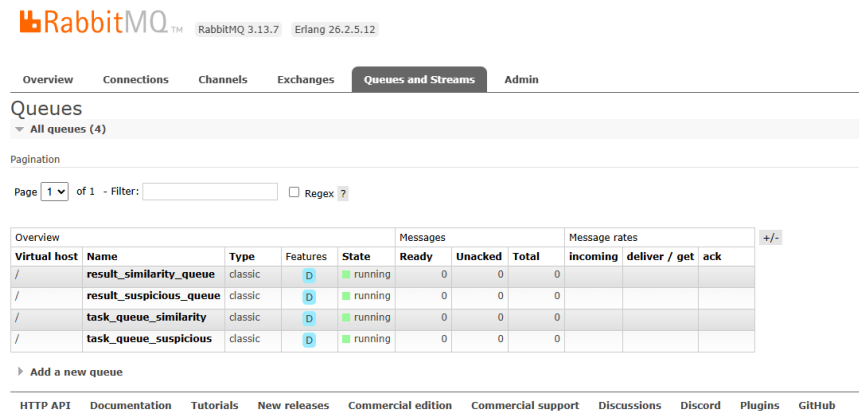 RabbitMQ TM RabbitMQ 3.13.7 Erlang 26.2.5.12
Overview Connections Channels Exchanges Queues and Streams Admin
Queues
All queues (4)
Pagination
Page 1 of 1 - Filter: Regex ?
Overview Messages Message rates +/-
Virtual host Name Type Features State Ready Unacked Total incoming deliver / get ack
/ result_similarity_queue classic D running 0 0 0
/ result_suspicious_queue classic D running 0 0 0
/ task_queue_similarity classic D running 0 0 0
/ task_queue_suspicious classic D running 0 0 0
Add a new queue
HTTP API Documentation Tutorials New releases Commercial edition Commercial support Discussions Discord Plugins GitHub